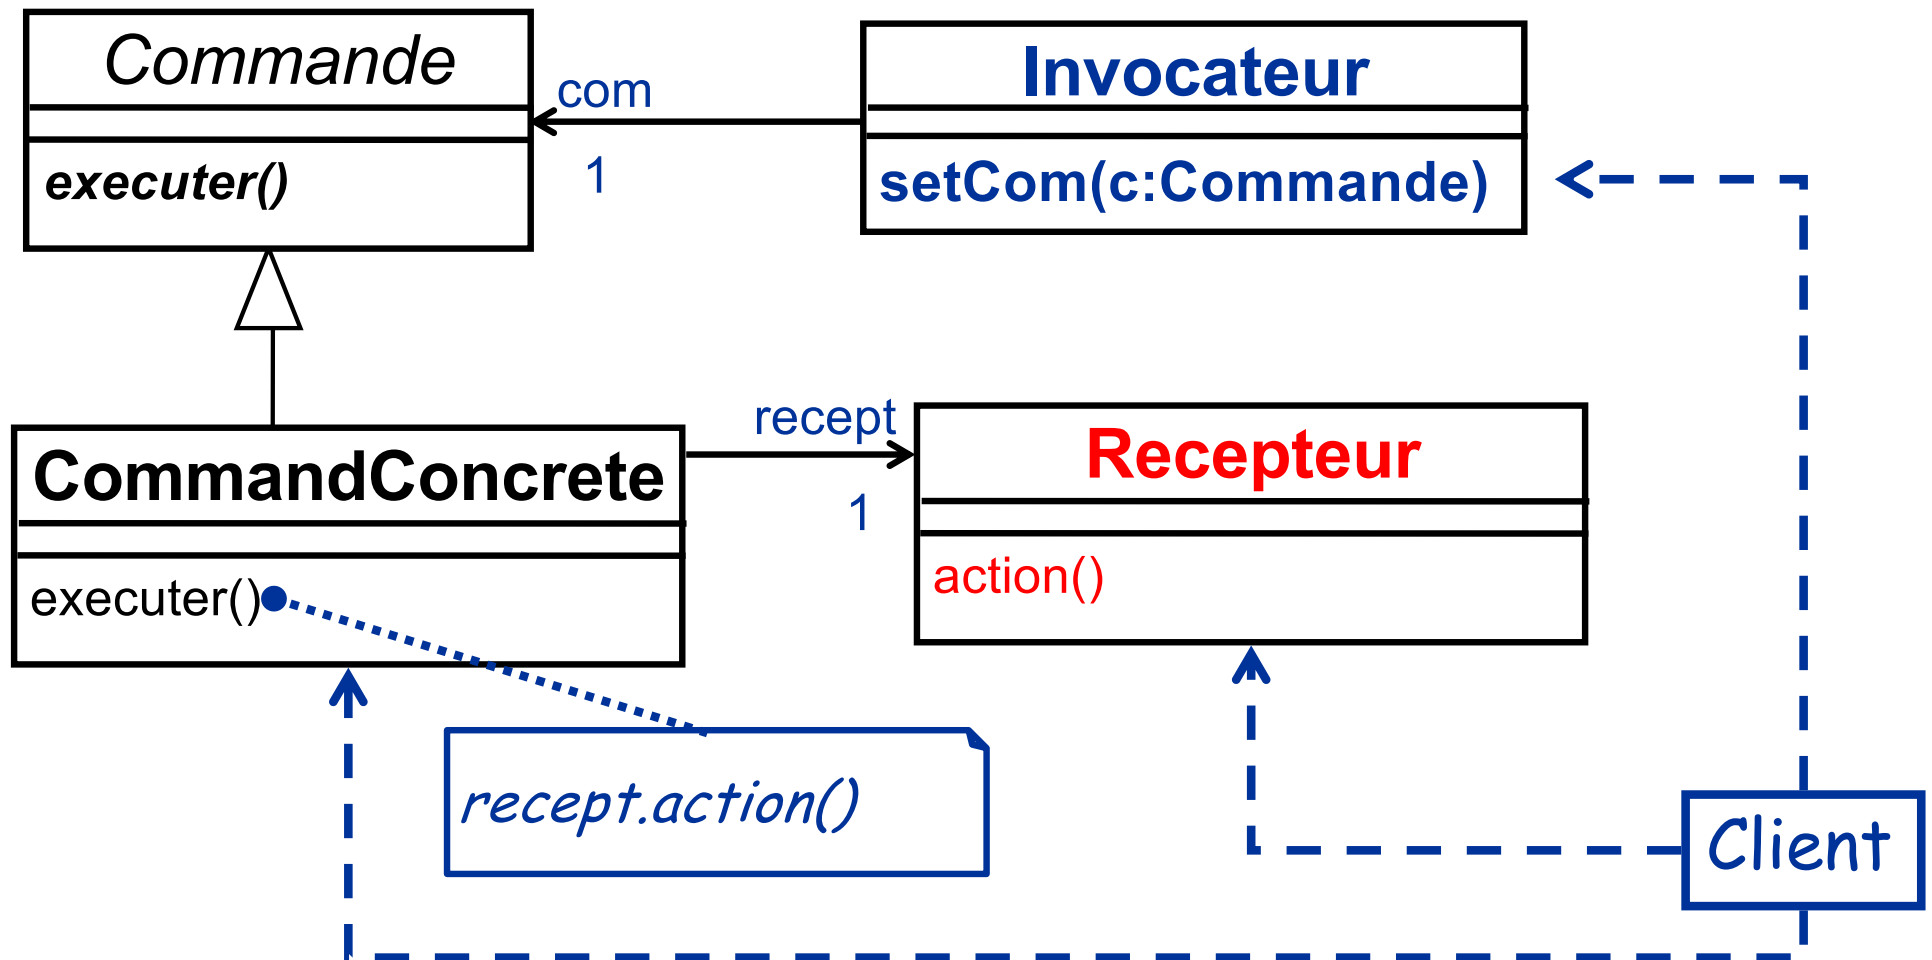 Commande
executer()
com
1
Invocateur
setCom(c:Commande)
CommandConcrete
executer()
recept
1
Recepteur
action()
recept.action()
Client